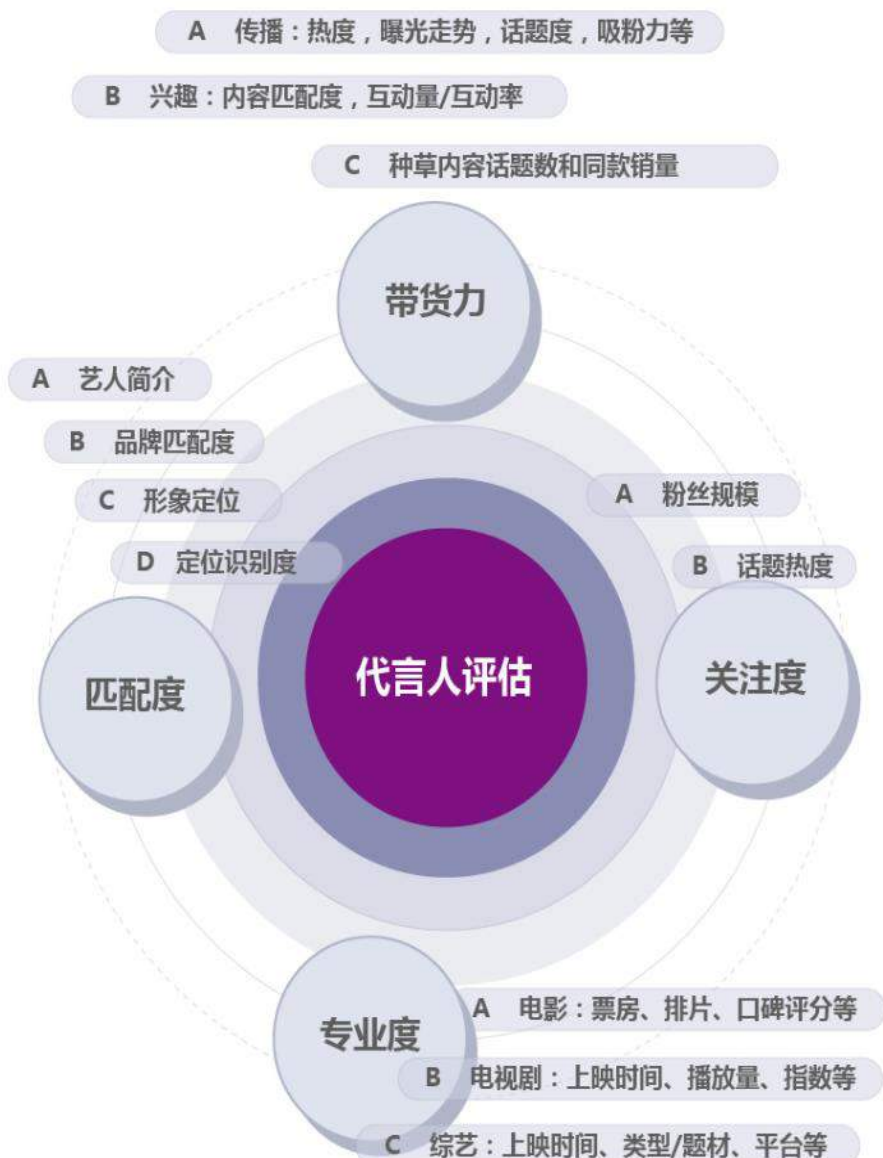 A 传播：热度，曝光走势，话题度，吸粉力等
B 兴趣：内容匹配度，互动量/互动率
C 种草内容话题数和同款销量
带货力
A 艺人简介
B 品牌匹配度
C 形象定位
D 定位识别度
匹配度
代言人评估
A 粉丝规模
B 话题热度
关注度
专业度
A 电影：票房、排片、口碑评分等
B 电视剧：上映时间、播放量、指数等
C 综艺：上映时间、类型/题材、平台等